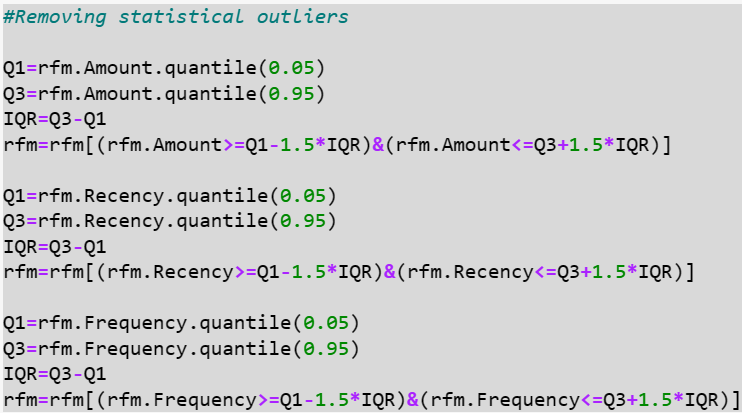 #Removing statistical outliers
Q1=rfm.Amount.quantile(0.05)
Q3=rfm.Amount.quantile(0.95)
IQR=Q3-Q1
rfm=rfm[(rfm.Amount>=Q1-1.5*IQR)&(rfm.Amount<=Q3+1.5*IQR)]
Q1=rfm.Recency.quantile(0.05)
Q3=rfm.Recency.quantile(0.95)
IQR=Q3-Q1
rfm=rfm[(rfm.Recency>=Q1-1.5*IQR)&(rfm.Recency<=Q3+1.5*IQR)]
Q1=rfm.Frequency.quantile(0.05)
Q3=rfm.Frequency.quantile(0.95)
IQR=Q3-Q1
rfm=rfm[(rfm.Frequency>=Q1-1.5*IQR)&(rfm.Frequency<=Q3+1.5*IQR)]